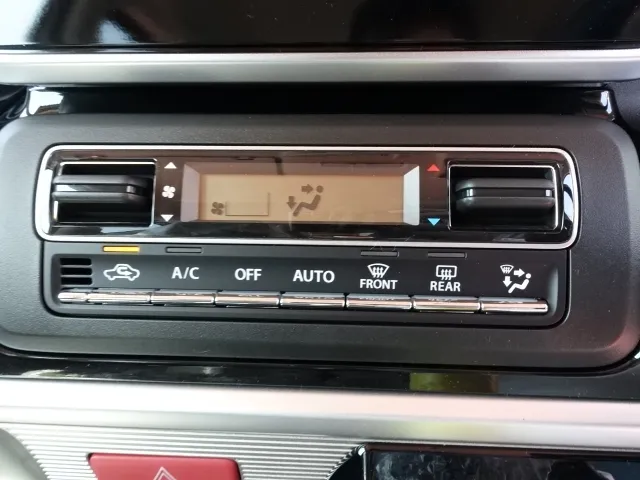 A/C OFF AUTO FRONT REAR